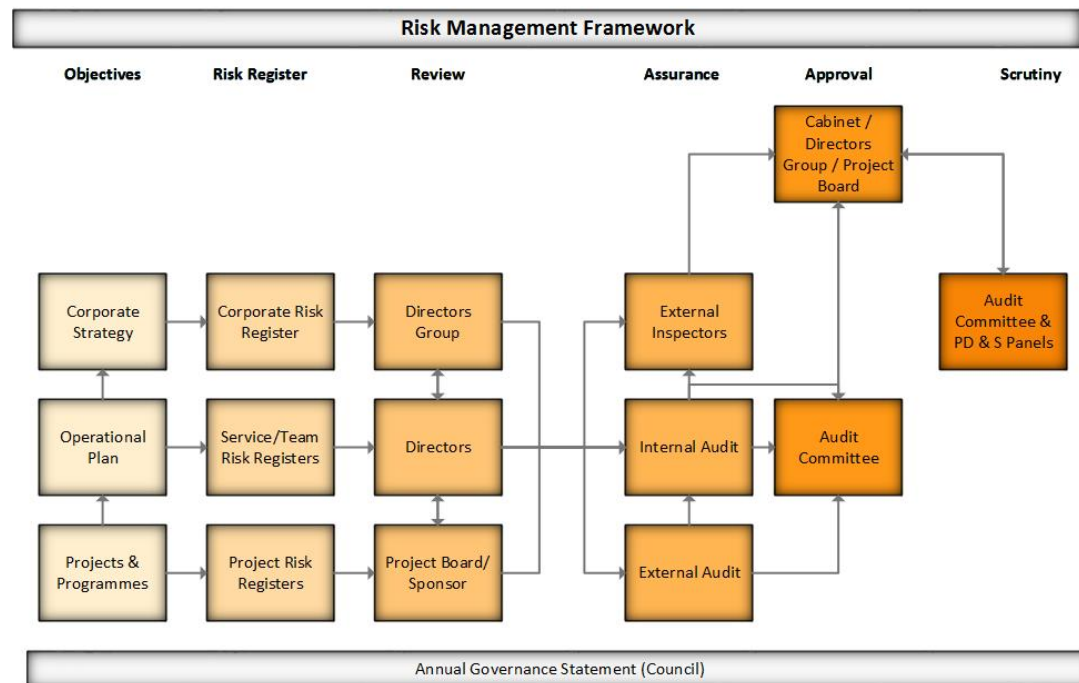 Risk Management Framework
Objectives
Risk Register
Review
Assurance
Approval
Scrutiny
Cabinet /
Directors
Group / Project
Board
Corporate
Strategy
Corporate Risk
Register
Directors
Group
External
Inspectors
Audit
Committee &
PD & S Panels
Operational
Plan
Service/Team
Risk Registers
Directors
Internal Audit
Audit
Committee
Projects &
Programmes
Project Risk
Registers
Project Board/
Sponsor
External Audit
Annual Governance Statement (Council)